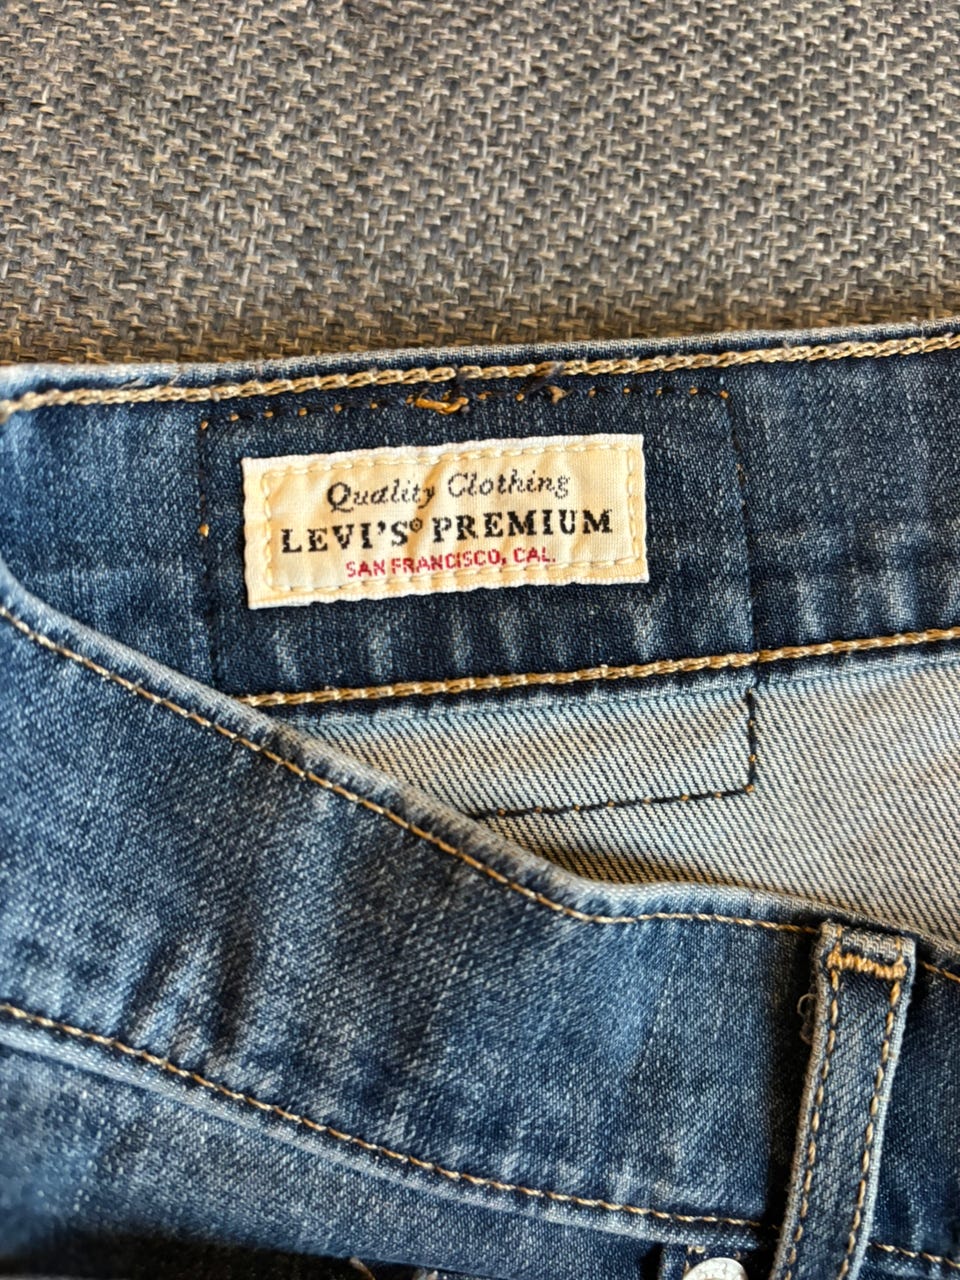 Quality Clothing
LEVI'S® PREMIUM
SAN FRANCISCO, CAL.